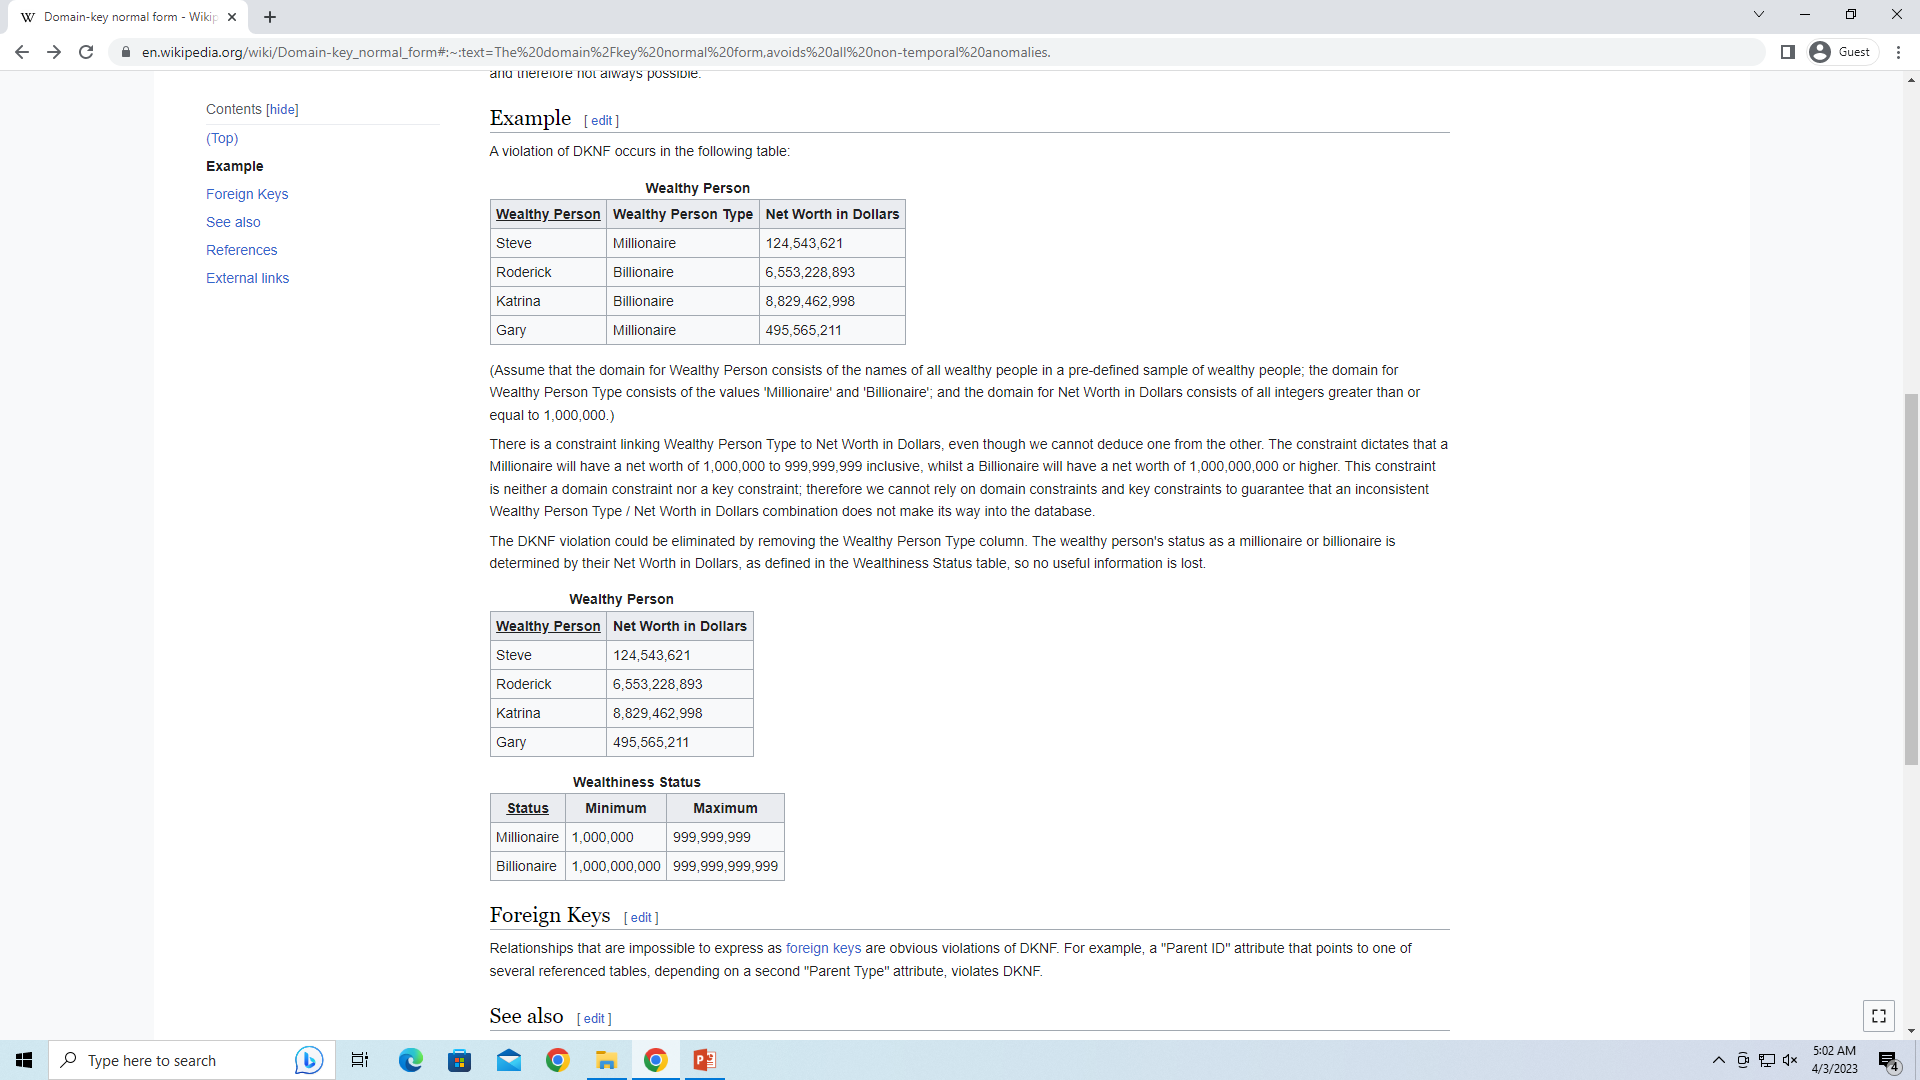 Domain-key normal form - Wikip
en.wikipedia.org/wiki/Domain-key_normal_form#:~:text=The%20domain%2Fkey%20normal%20form,avoids%20all%20non-temporal%20anomalies.
Guest
and therefore not always possible.
Contents [hide]
(Top)
Example
Foreign Keys
See also
References
External links
Example [ edit ]
A violation of DKNF occurs in the following table:
Wealthy Person
Wealthy Person Wealthy Person Type Net Worth in Dollars
Steve Millionaire 124,543,621
Roderick Billionaire 6,553,228,893
Katrina Billionaire 8,829,462,998
Gary Millionaire 495,565,211
(Assume that the domain for Wealthy Person consists of the names of all wealthy people in a pre-defined sample of wealthy people; the domain for
Wealthy Person Type consists of the values 'Millionaire' and 'Billionaire'; and the domain for Net Worth in Dollars consists of all integers greater than or
equal to 1,000,000.)
There is a constraint linking Wealthy Person Type to Net Worth in Dollars, even though we cannot deduce one from the other. The constraint dictates that a
Millionaire will have a net worth of 1,000,000 to 999,999,999 inclusive, whilst a Billionaire will have a net worth of 1,000,000,000 or higher. This constraint
is neither a domain constraint nor a key constraint; therefore we cannot rely on domain constraints and key constraints to guarantee that an inconsistent
Wealthy Person Type / Net Worth in Dollars combination does not make its way into the database.
The DKNF violation could be eliminated by removing the Wealthy Person Type column. The wealthy person's status as a millionaire or billionaire is
determined by their Net Worth in Dollars, as defined in the Wealthiness Status table, so no useful information is lost.
Wealthy Person
Wealthy Person Net Worth in Dollars
Steve 124,543,621
Roderick 6,553,228,893
Katrina 8,829,462,998
Gary 495,565,211
Wealthiness Status
Status Minimum Maximum
Millionaire 1,000,000 999,999,999
Billionaire 1,000,000,000 999,999,999,999
Foreign Keys [ edit ]
Relationships that are impossible to express as foreign keys are obvious violations of DKNF. For example, a "Parent ID" attribute that points to one of
several referenced tables, depending on a second "Parent Type" attribute, violates DKNF.
See also [ edit ]
Type here to search
5:02 AM
4/3/2023
4